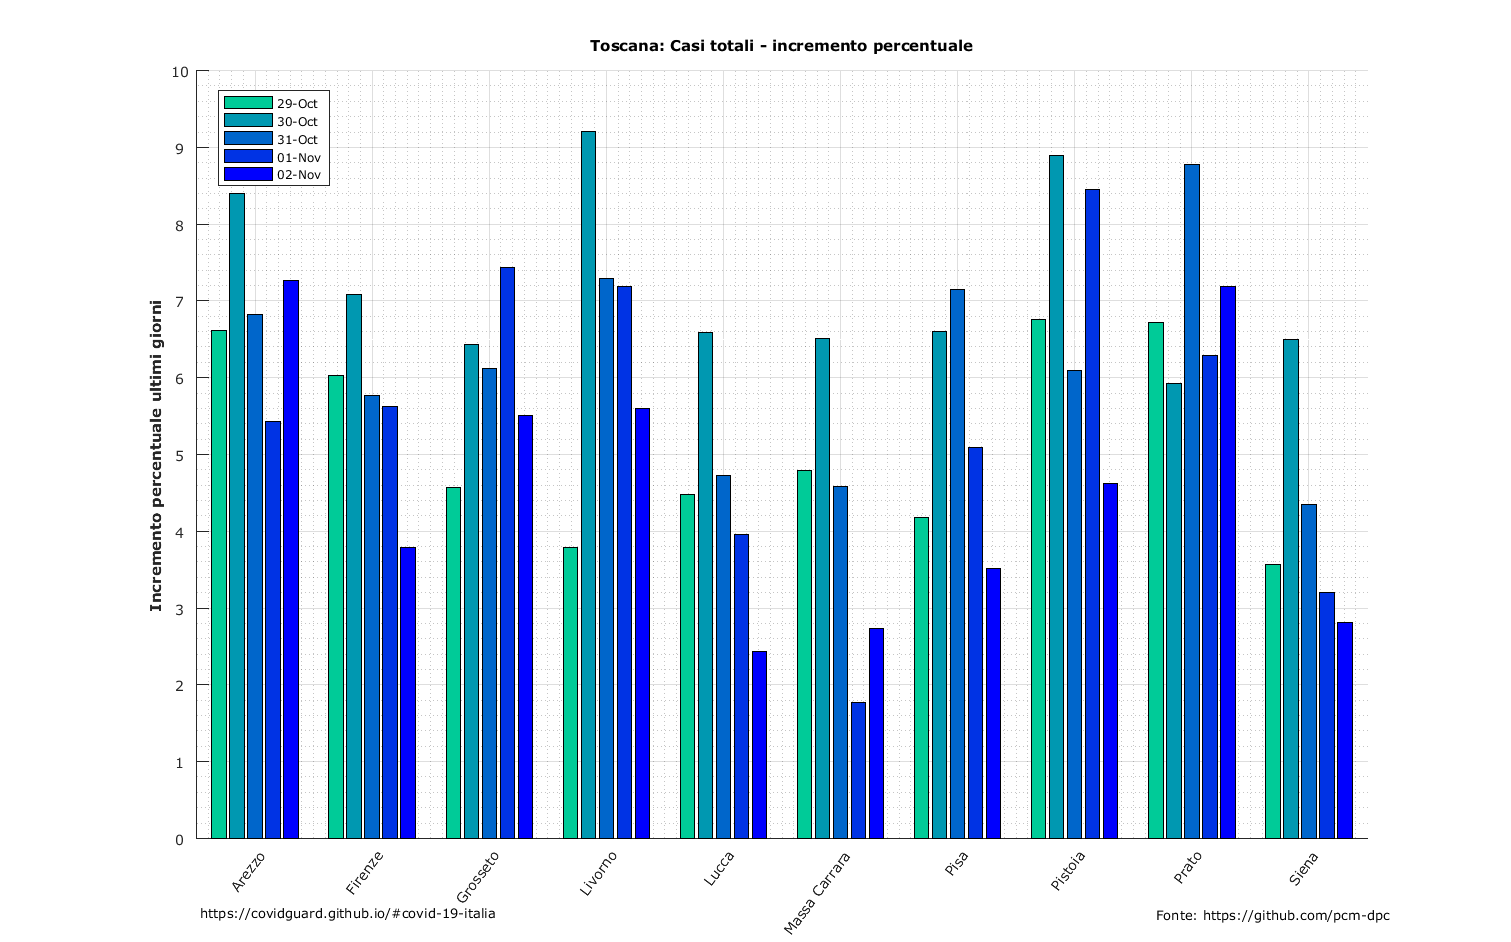 Toscana: Casi totali - incremento percentuale
Incremento percentuale ultimi giorni
10
9
8
7
6
5
4
3
2
1
0
29-Oct
30-Oct
31-Oct
01-Nov
02-Nov
Arezzo
Firenze
Grosseto
Livorno
Lucca
Massa Carrara
Pisa
Pistoia
Prato
Siena
https://covidguard.github.io/#covid-19-italia
Fonte: https://github.com/pcm-dpc